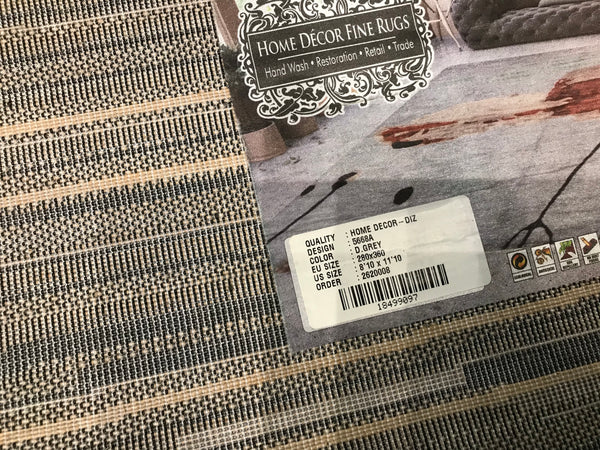 HOME DÉCOR FINE RUGS
Hand Wash • Restoration • Retail • Trade
QUALITY : HOME DECOR-DIZ
DESIGN : 5668A
COLOR : D.GREY
EU SIZE : 280x360
US SIZE : 8'10 x 11'10
ORDER : 2620008
18499097